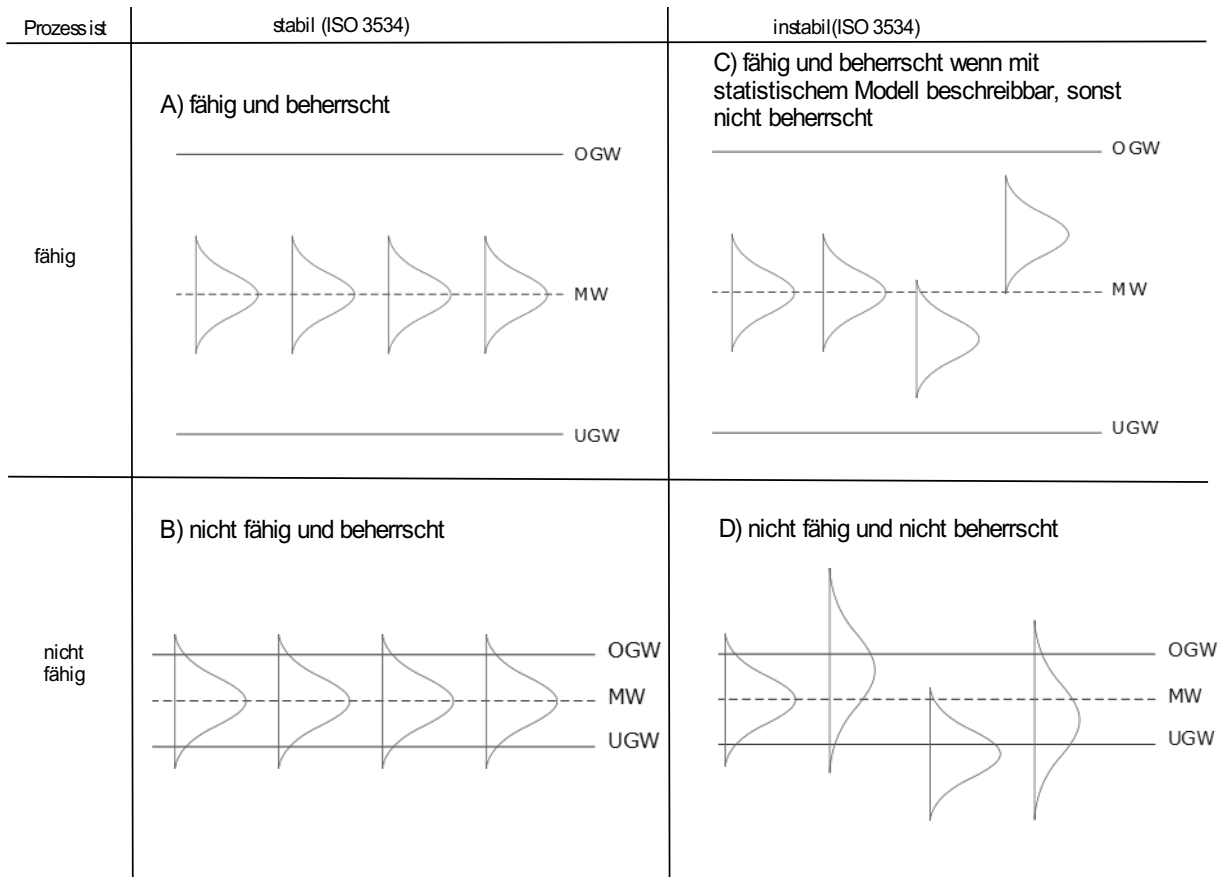 Prozess ist
stabil (ISO 3534)
instabil(ISO 3534)
fähig
A) fähig und beherrscht
OGW
MW
UGW
C) fähig und beherrscht wenn mit
statistischem Modell beschreibbar, sonst
nicht beherrscht
OGW
MW
UGW
nicht
fähig
B) nicht fähig und beherrscht
OGW
MW
UGW
D) nicht fähig und nicht beherrscht
OGW
MW
UGW